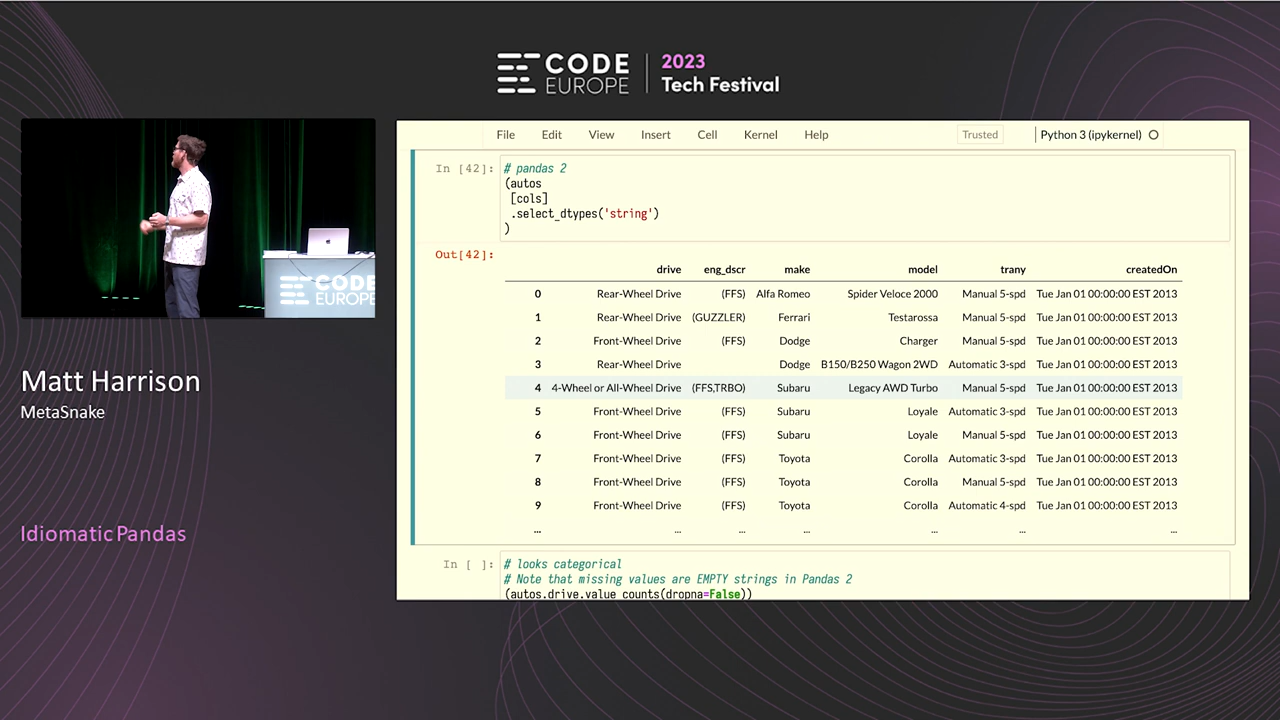 CODE
EUROPE
2023
Tech Festival
File Edit View Insert Cell Kernel Help Trusted Python 3 (ipykernel)
In [42]: # pandas 2
(autos
[cols]
.select_dtypes('string')
)
Out[42]:
drive eng_dscr make model trany createdOn
0 Rear-Wheel Drive (FFS) Alfa Romeo Spider Veloce 2000 Manual 5-spd Tue Jan 01 00:00:00 EST 2013
1 Rear-Wheel Drive (GUZZLER) Ferrari Testarossa Manual 5-spd Tue Jan 01 00:00:00 EST 2013
2 Front-Wheel Drive (FFS) Dodge Charger Manual 5-spd Tue Jan 01 00:00:00 EST 2013
3 Rear-Wheel Drive Dodge B150/B250 Wagon 2WD Automatic 3-spd Tue Jan 01 00:00:00 EST 2013
4 4-Wheel or All-Wheel Drive (FFS,TRBO) Subaru Legacy AWD Turbo Manual 5-spd Tue Jan 01 00:00:00 EST 2013
5 Front-Wheel Drive (FFS) Subaru Loyale Automatic 3-spd Tue Jan 01 00:00:00 EST 2013
6 Front-Wheel Drive (FFS) Subaru Loyale Manual 5-spd Tue Jan 01 00:00:00 EST 2013
7 Front-Wheel Drive (FFS) Toyota Corolla Automatic 3-spd Tue Jan 01 00:00:00 EST 2013
8 Front-Wheel Drive (FFS) Toyota Corolla Manual 5-spd Tue Jan 01 00:00:00 EST 2013
9 Front-Wheel Drive (FFS) Toyota Corolla Automatic 4-spd Tue Jan 01 00:00:00 EST 2013
... ... ... ... ... ... ...
In [ ]: # looks categorical
# Note that missing values are EMPTY strings in Pandas 2
(autos.drive.value_counts(dropna=False))
CODE
EUROPE
Matt Harrison
MetaSnake
Idiomatic Pandas